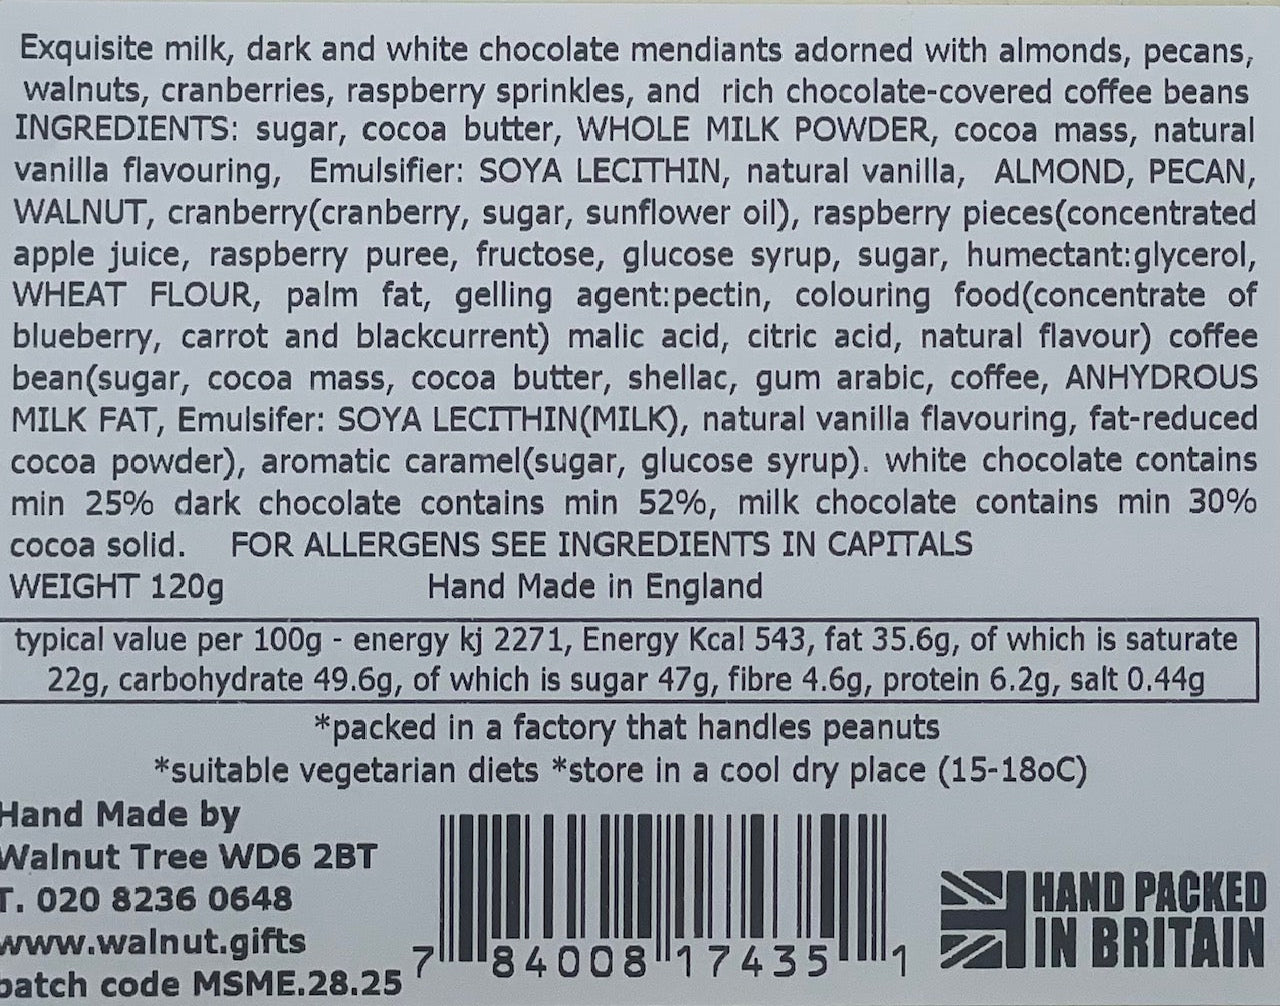 Exquisite milk, dark and white chocolate mendiants adorned with almonds, pecans,
walnuts, cranberries, raspberry sprinkles, and rich chocolate-covered coffee beans
INGREDIENTS: sugar, cocoa butter, WHOLE MILK POWDER, cocoa mass, natural
vanilla flavouring, Emulsifier: SOYA LECITHIN, natural vanilla, ALMOND, PECAN,
WALNUT, cranberry(cranberry, sugar, sunflower oil), raspberry pieces(concentrated
apple juice, raspberry puree, fructose, glucose syrup, sugar, humectant:glycerol,
WHEAT FLOUR, palm fat, gelling agent:pectin, colouring food(concentrate of
blueberry, carrot and blackcurrent) malic acid, citric acid, natural flavour) coffee
bean(sugar, cocoa mass, cocoa butter, shellac, gum arabic, coffee, ANHYDROUS
MILK FAT, Emulsifer: SOYA LECITHIN(MILK), natural vanilla flavouring, fat-reduced
cocoa powder), aromatic caramel(sugar, glucose syrup). white chocolate contains
min 25% dark chocolate contains min 52%, milk chocolate contains min 30%
cocoa solid. FOR ALLERGENS SEE INGREDIENTS IN CAPITALS
WEIGHT 120g Hand Made in England
typical value per 100g - energy kj 2271, Energy Kcal 543, fat 35.6g, of which is saturate
22g, carbohydrate 49.6g, of which is sugar 47g, fibre 4.6g, protein 6.2g, salt 0.44g
*packed in a factory that handles peanuts
*suitable vegetarian diets *store in a cool dry place (15-18oC)
Hand Made by
Walnut Tree WD6 2BT
T. 020 8236 0648
www.walnut.gifts
batch code MSME.28.25
7 84008 17435 1
HAND PACKED
IN BRITAIN